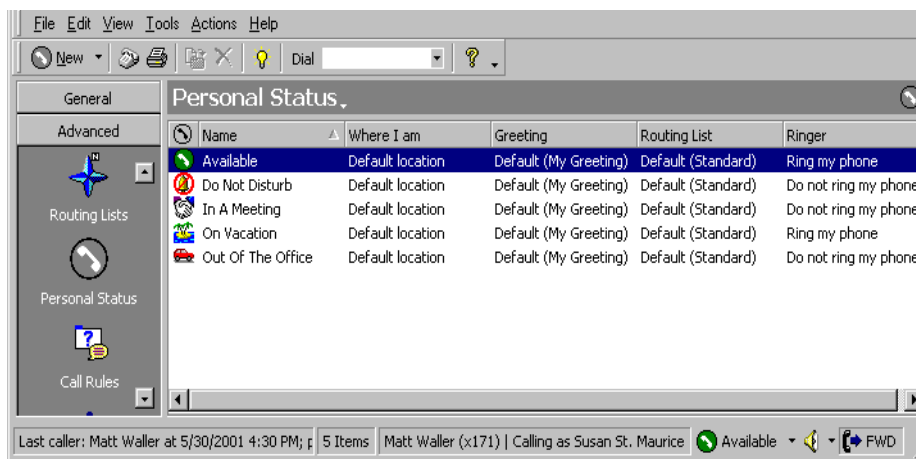 File Edit View Tools Actions Help
New Dial
General
Advanced
Routing Lists
Personal Status
Call Rules
Personal Status
Name Where I am Greeting Routing List Ringer
Available Default location Default (My Greeting) Default (Standard) Ring my phone
Do Not Disturb Default location Default (My Greeting) Default (Standard) Do not ring my phone
In A Meeting Default location Default (My Greeting) Default (Standard) Do not ring my phone
On Vacation Default location Default (My Greeting) Default (Standard) Ring my phone
Out Of The Office Default location Default (My Greeting) Default (Standard) Do not ring my phone
Last caller: Matt Waller at 5/30/2001 4:30 PM; 5 Items Matt Waller (x171) | Calling as Susan St. Maurice Available FWD